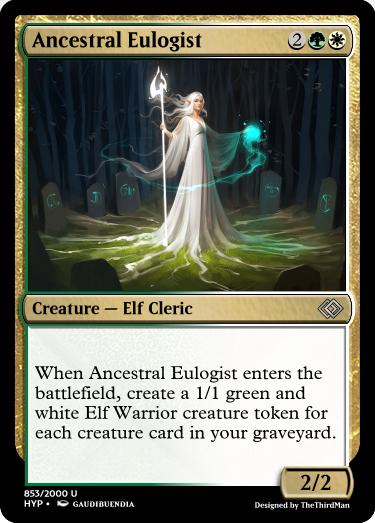 Ancestral Eulogist 2
Creature — Elf Cleric
When Ancestral Eulogist enters the
battlefield, create a 1/1 green and
white Elf Warrior creature token for
each creature card in your graveyard.
2/2
853/2000 U
HYP • GAUDIBUENDIA
Designed by TheThirdMan